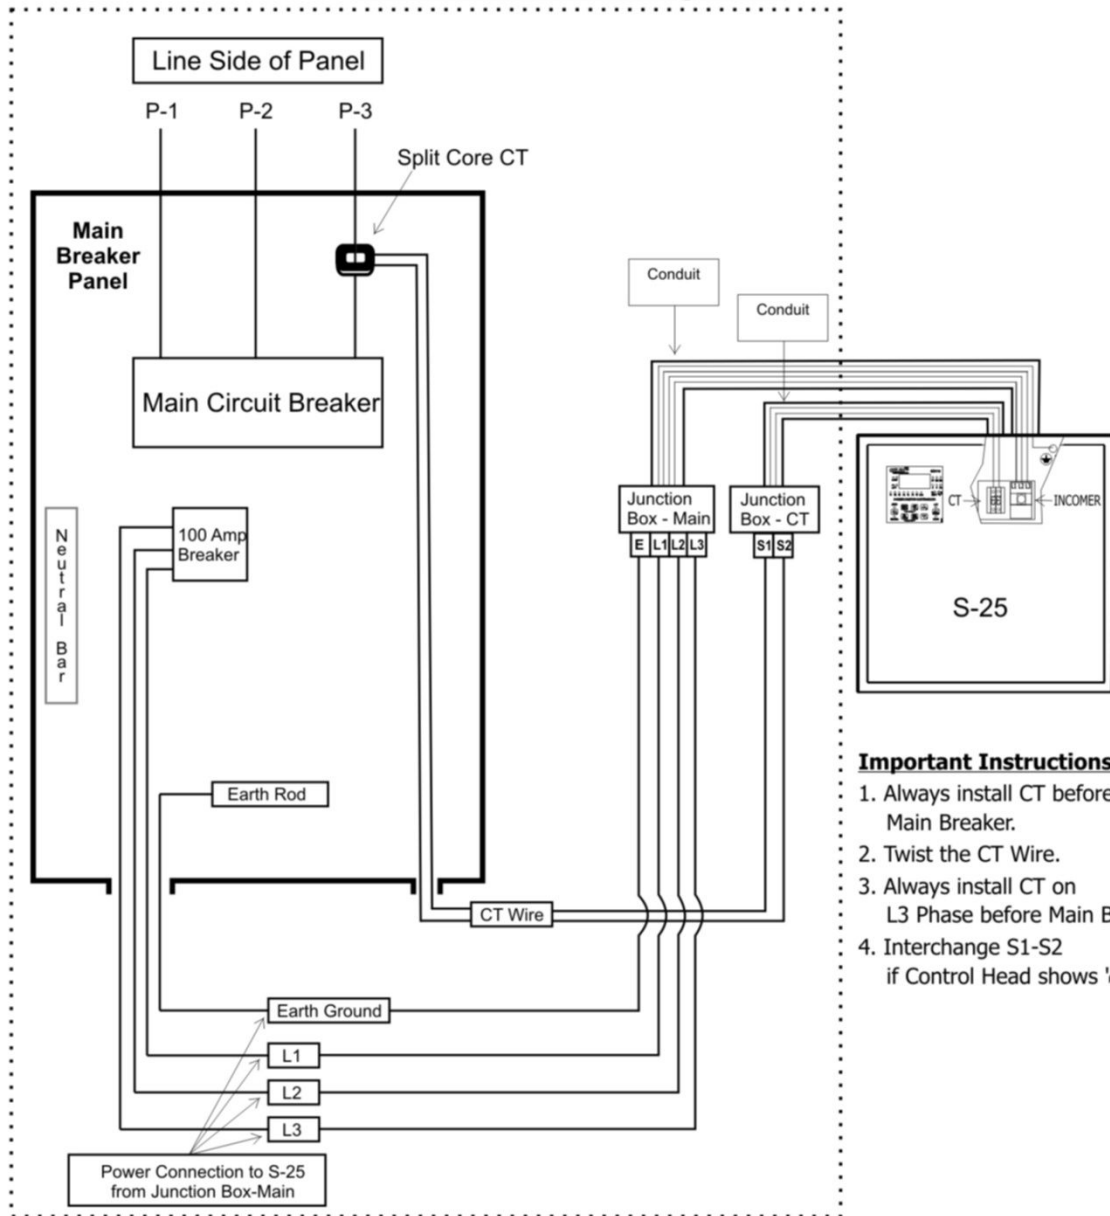 Line Side of Panel
P-1
P-2
P-3
Split Core CT
Main
Breaker
Panel
Conduit
Conduit
Main Circuit Breaker
Junction
Box - Main
E
L1
L2
L3
Junction
Box - CT
S1
S2
CT
INCOMER
S-25
Neutral Bar
100 Amp
Breaker
Earth Rod
CT Wire
Earth Ground
L1
L2
L3
Power Connection to S-25
from Junction Box-Main
Important Instructions
1. Always install CT before
Main Breaker.
2. Twist the CT Wire.
3. Always install CT on
L3 Phase before Main B
4. Interchange S1-S2
if Control Head shows '